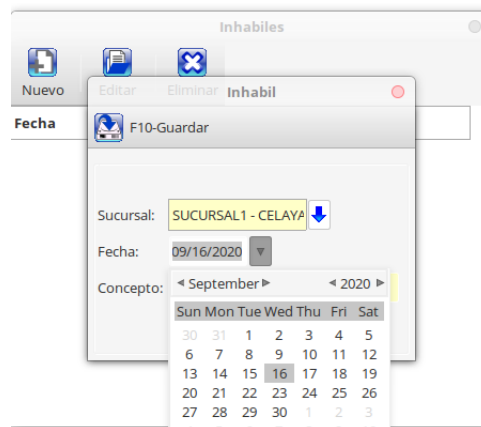 Inhabiles
Nuevo Editar Eliminar
Inhabil
Fecha
F10-Guardar
Sucursal: SUCURSAL1 - CELAYA
Fecha: 09/16/2020
Concepto:
September 2020
Sun Mon Tue Wed Thu Fri Sat
30 31 1 2 3 4 5
6 7 8 9 10 11 12
13 14 15 16 17 18 19
20 21 22 23 24 25 26
27 28 29 30 1 2 3